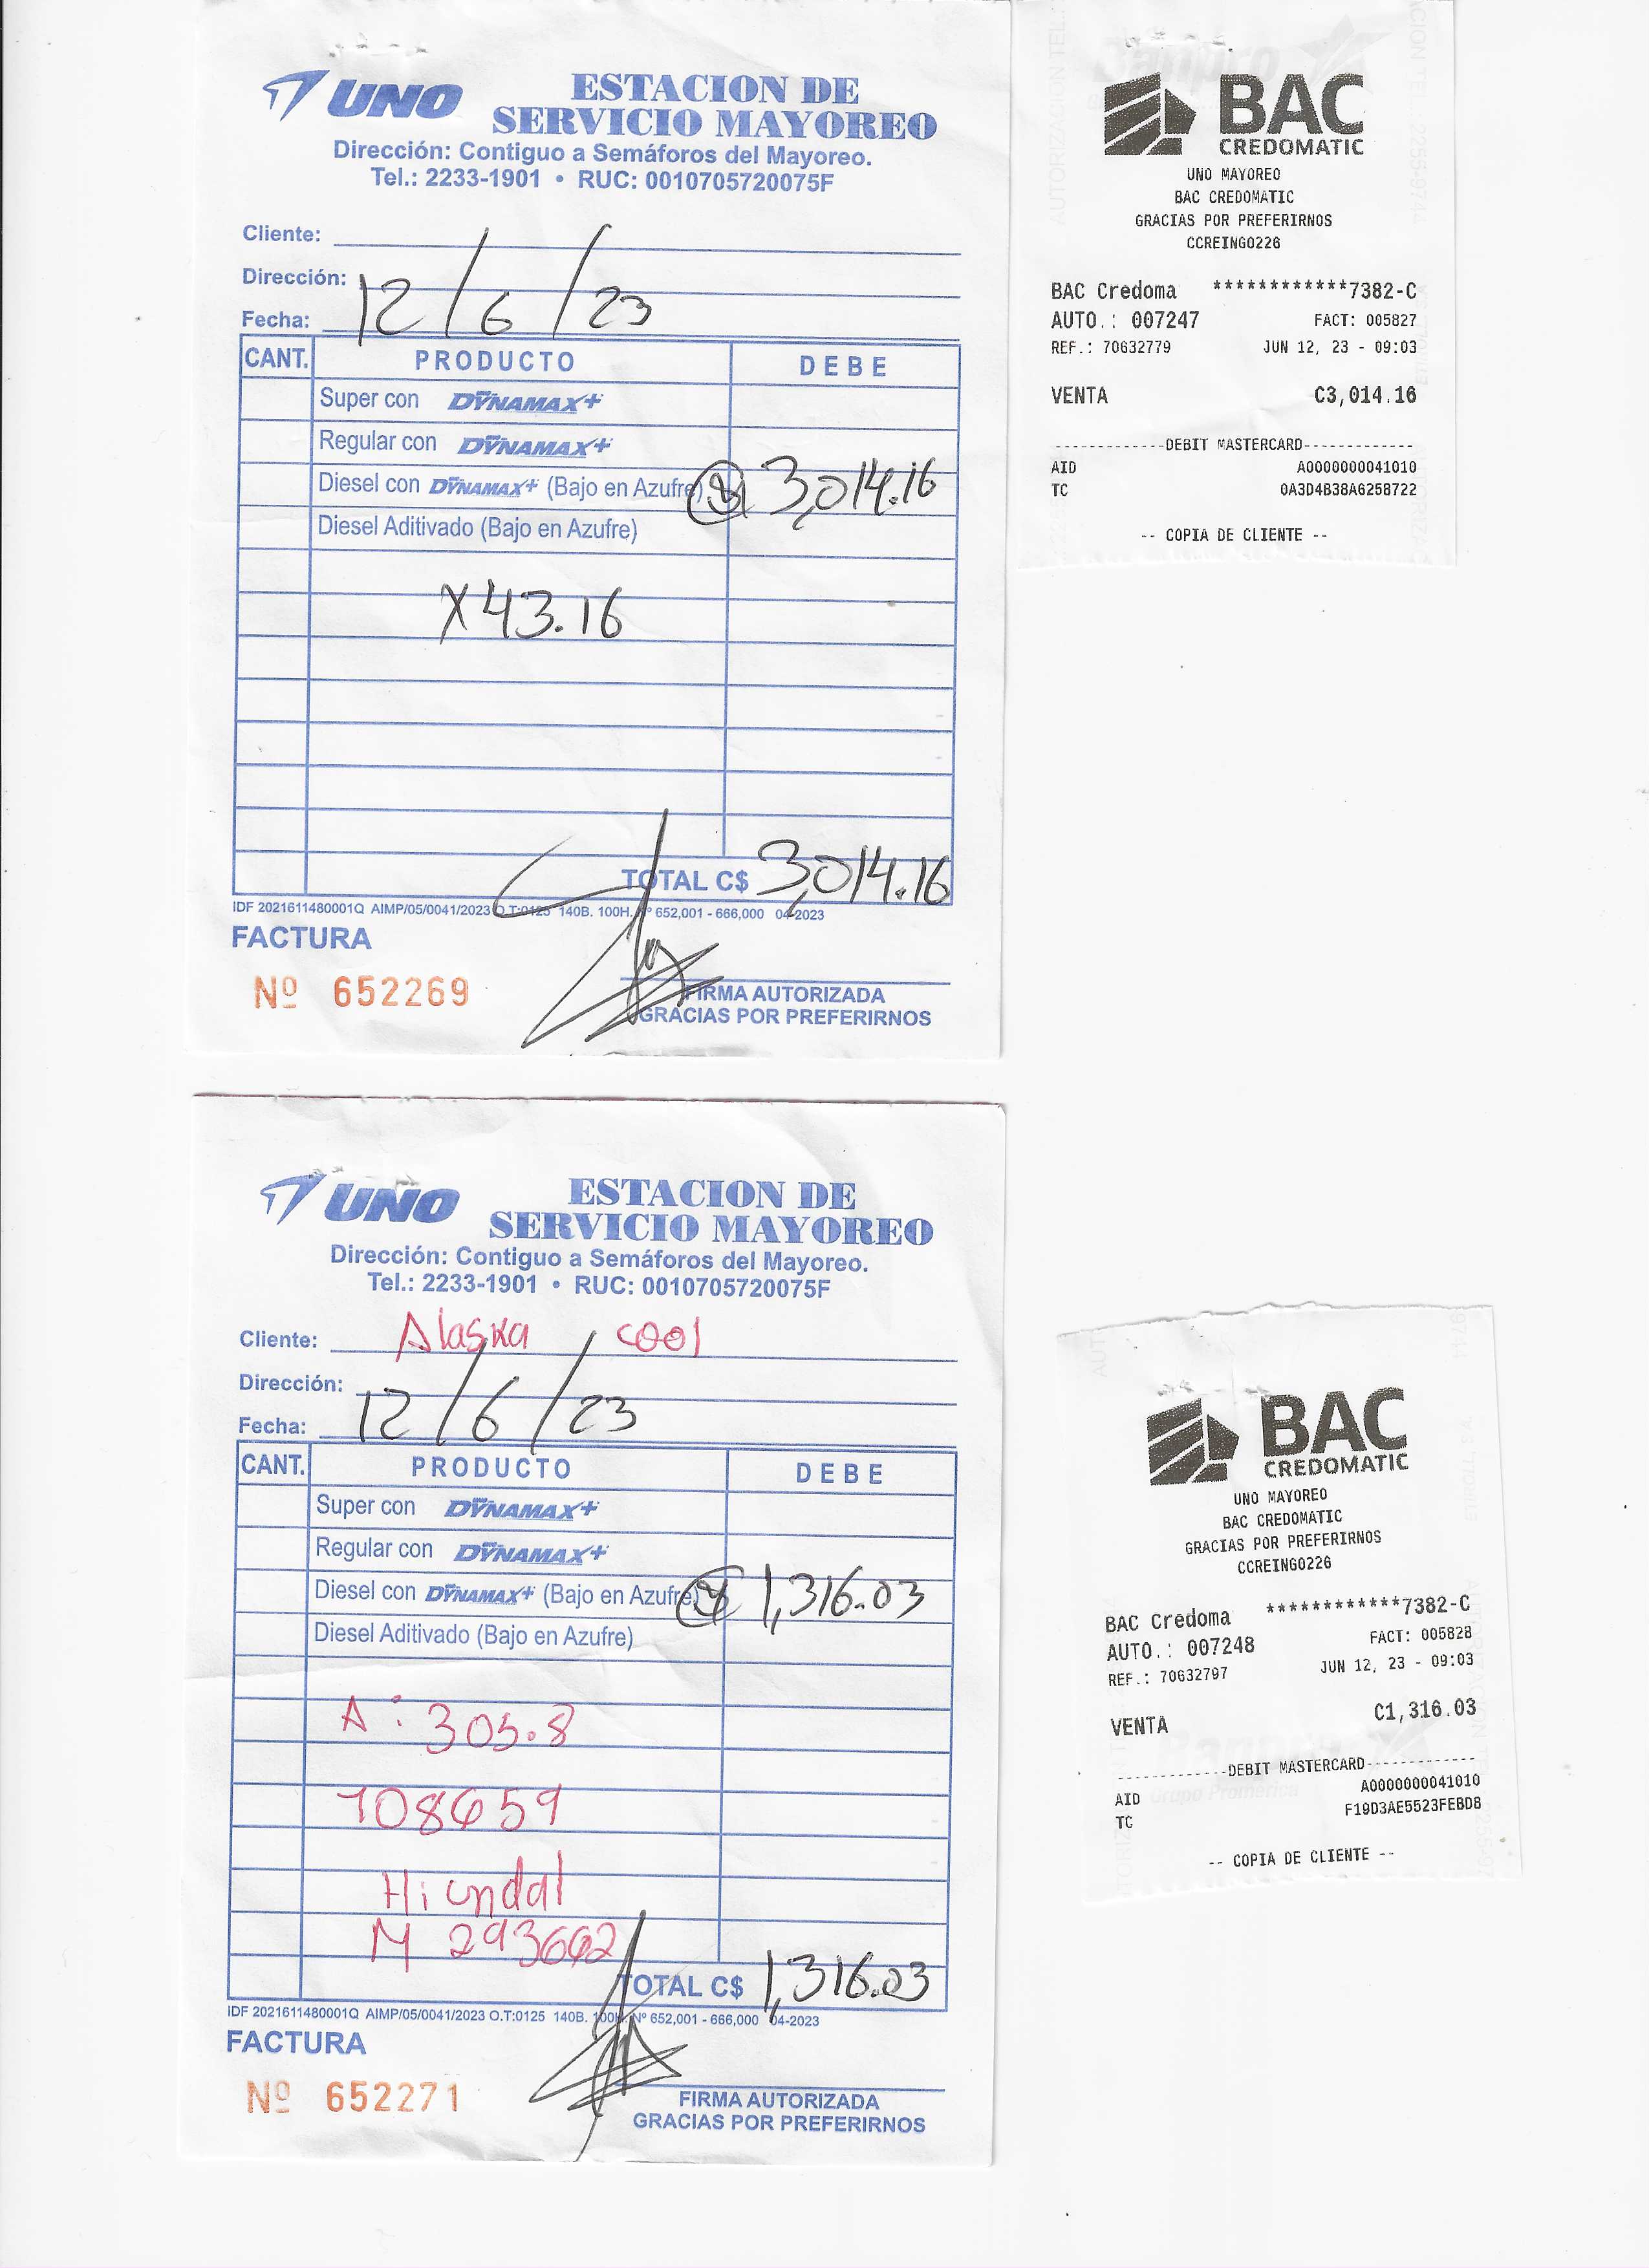 UNO
ESTACION DE
SERVICIO MAYOREO
Dirección: Contiguo a Semáforos del Mayoreo.
Tel.: 2233-1901 • RUC: 0010705720075F
Cliente:
Dirección:
Fecha: 12/6/23
CANT. PRODUCTO DEBE
Super con DYNAMAX+
Regular con DYNAMAX+
Diesel con DYNAMAX+ (Bajo en Azufre) 3,014.16
Diesel Aditivado (Bajo en Azufre)
X43.16
TOTAL C$ 3,014.16
IDF 2021611480001Q AIMP/05/0041/2023 O.T:0125 140B. 100H. Nº 652,001 - 666,000 04-2023
FACTURA
Nº 652269
FIRMA AUTORIZADA
GRACIAS POR PREFERIRNOS
BAC
CREDOMATIC
UNO MAYOREO
BAC CREDOMATIC
GRACIAS POR PREFERIRNOS
CCREING0226
BAC Credoma ************7382-C
AUTO.: 007247 FACT: 005827
REF.: 70632779 JUN 12, 23 - 09:03
VENTA C3,014.16
------------DEBIT MASTERCARD------------
AID A0000000041010
TC 0A3D4B38A6258722
-- COPIA DE CLIENTE --
UNO
ESTACION DE
SERVICIO MAYOREO
Dirección: Contiguo a Semáforos del Mayoreo.
Tel.: 2233-1901 • RUC: 0010705720075F
Cliente: Alaska cool
Dirección:
Fecha: 12/6/23
CANT. PRODUCTO DEBE
Super con DYNAMAX+
Regular con DYNAMAX+
Diesel con DYNAMAX+ (Bajo en Azufre) 1,316.03
Diesel Aditivado (Bajo en Azufre)
A: 305.8
108659
Hiundal
M 293662
TOTAL C$ 1,316.03
IDF 2021611480001Q AIMP/05/0041/2023 O.T:0125 140B. 100H. Nº 652,001 - 666,000 04-2023
FACTURA
Nº 652271
FIRMA AUTORIZADA
GRACIAS POR PREFERIRNOS
BAC
CREDOMATIC
UNO MAYOREO
BAC CREDOMATIC
GRACIAS POR PREFERIRNOS
CCREING0226
BAC Credoma ************7382-C
AUTO.: 007248 FACT: 005828
REF.: 70632797 JUN 12, 23 - 09:03
VENTA C1,316.03
------------DEBIT MASTERCARD------------
AID A0000000041010
TC F19D3AE5523FEBD8
-- COPIA DE CLIENTE --